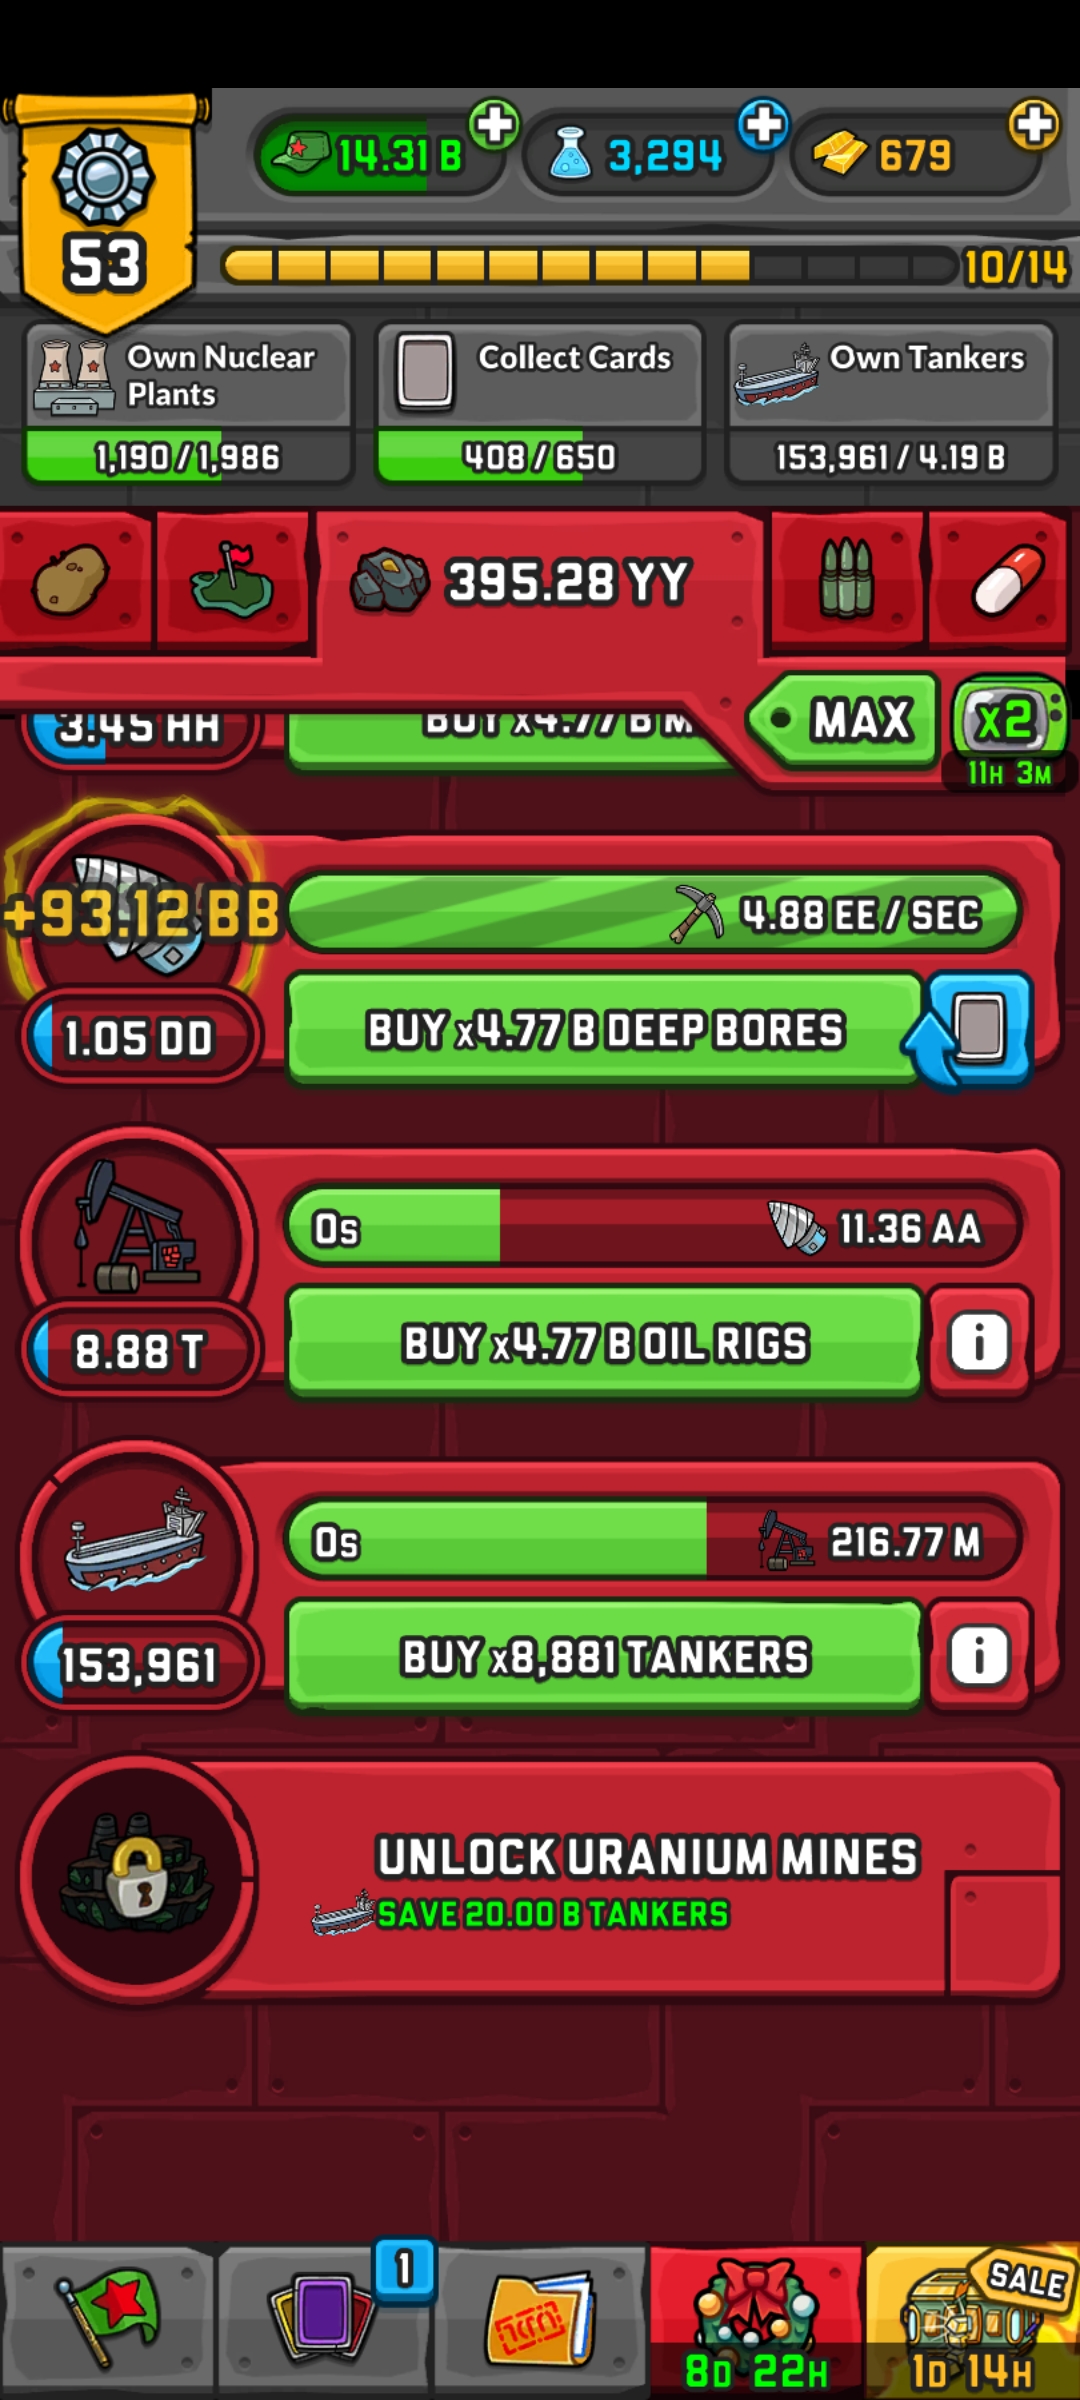 14.31 B
3,294
679
53
10/14
Own Nuclear
Plants
1,190 / 1,986
Collect Cards
408 / 650
Own Tankers
153,961 / 4.19 B
395.28 YY
MAX
x2
11H 3M
3.45 HH
BUY x4.77 B M
+93.12 BB
4.88 EE / SEC
1.05 DD
BUY x4.77 B DEEP BORES
0s
11.36 AA
8.88 T
BUY x4.77 B OIL RIGS
i
0s
216.77 M
153,961
BUY x8,881 TANKERS
i
UNLOCK URANIUM MINES
SAVE 20.00 B TANKERS
1
8D 22H
SALE
1D 14H